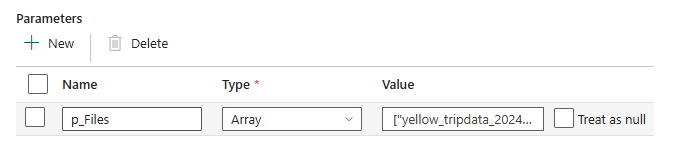 Parameters
New Delete
Name Type * Value
p_Files Array ["yellow_tripdata_2024... Treat as null